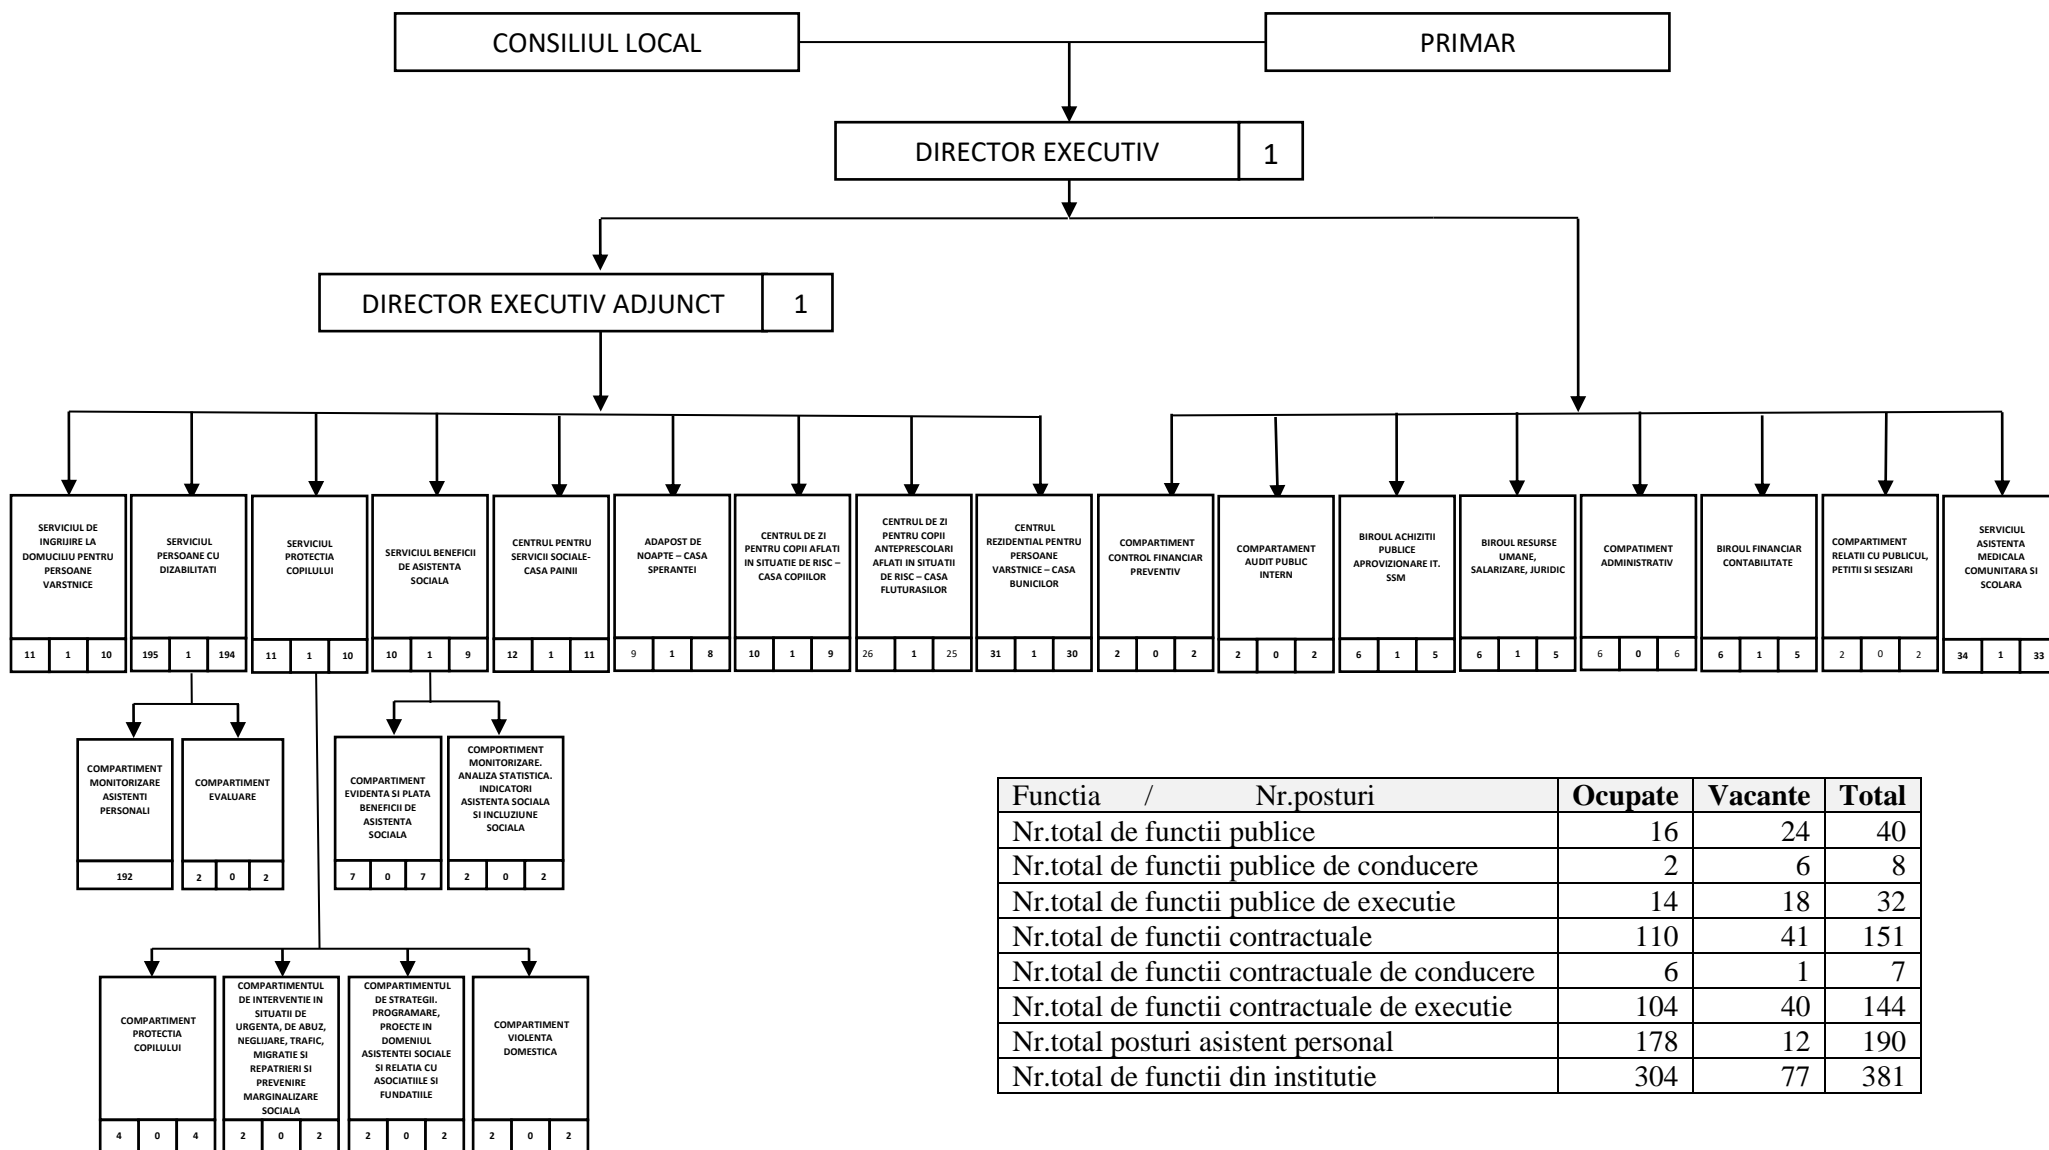 CONSILIUL LOCAL
PRIMAR
DIRECTOR EXECUTIV 1
DIRECTOR EXECUTIV ADJUNCT 1
SERVICIUL DE
INGRIJIRE LA
DOMUCILIU PENTRU
PERSOANE
VARSTNICE
11 1 10
SERVICIUL
PERSOANE CU
DIZABILITATI
195 1 194
SERVICIUL
PROTECTIA
COPILULUI
11 1 10
SERVICIUL BENEFICII
DE ASISTENTA
SOCIALA
10 1 9
CENTRUL PENTRU
SERVICII SOCIALE-
CASA PAINII
12 1 11
ADAPOST DE
NOAPTE – CASA
SPERANTEI
9 1 8
CENTRUL DE ZI
PENTRU COPII AFLATI
IN SITUATIE DE RISC –
CASA COPIILOR
10 1 9
CENTRUL DE ZI
PENTRU COPII
ANTEPRESCOLARI
AFLATI IN SITUATII
DE RISC – CASA
FLUTURASILOR
26 1 25
CENTRUL
REZIDENTIAL PENTRU
PERSOANE
VARSTNICE – CASA
BUNICILOR
31 1 30
COMPARTIMENT
CONTROL FINANCIAR
PREVENTIV
2 0 2
COMPARTAMENT
AUDIT PUBLIC
INTERN
2 0 2
BIROUL ACHIZITII
PUBLICE
APROVIZIONARE IT.
SSM
6 1 5
BIROUL RESURSE
UMANE,
SALARIZARE, JURIDIC
6 1 5
COMPATIMENT
ADMINISTRATIV
6 0 6
BIROUL FINANCIAR
CONTABILITATE
6 1 5
COMPARTIMENT
RELATII CU PUBLICUL,
PETITII SI SESIZARI
2 0 2
SERVICIUL
ASISTENTA
MEDICALA
COMUNITARA SI
SCOLARA
34 1 33
COMPARTIMENT
MONITORIZARE
ASISTENTI
PERSONALI
192
COMPARTIMENT
EVALUARE
2 0 2
COMPARTIMENT
EVIDENTA SI PLATA
BENEFICII DE
ASISTENTA
SOCIALA
7 0 7
COMPORTIMENT
MONITORIZARE.
ANALIZA STATISTICA.
INDICATORI
ASISTENTA SOCIALA
SI INCLUZIUNE
SOCIALA
2 0 2
COMPARTIMENT
PROTECTIA
COPILULUI
4 0 4
COMPARTIMENTUL
DE INTERVENTIE IN
SITUATII DE
URGENTA, DE ABUZ,
NEGLIJARE, TRAFIC,
MIGRATIE SI
REPATRIERI SI
PREVENIRE
MARGINALIZARE
SOCIALA
2 0 2
COMPARTIMENTUL
DE STRATEGII.
PROGRAMARE,
PROECTE IN
DOMENIUL
ASISTENTEI SOCIALE
SI RELATIA CU
ASOCIATIILE SI
FUNDATIILE
2 0 2
COMPARTIMENT
VIOLENTA
DOMESTICA
2 0 2
Functia / Nr.posturi Ocupate Vacante Total
Nr.total de functii publice 16 24 40
Nr.total de functii publice de conducere 2 6 8
Nr.total de functii publice de executie 14 18 32
Nr.total de functii contractuale 110 41 151
Nr.total de functii contractuale de conducere 6 1 7
Nr.total de functii contractuale de executie 104 40 144
Nr.total posturi asistent personal 178 12 190
Nr.total de functii din institutie 304 77 381